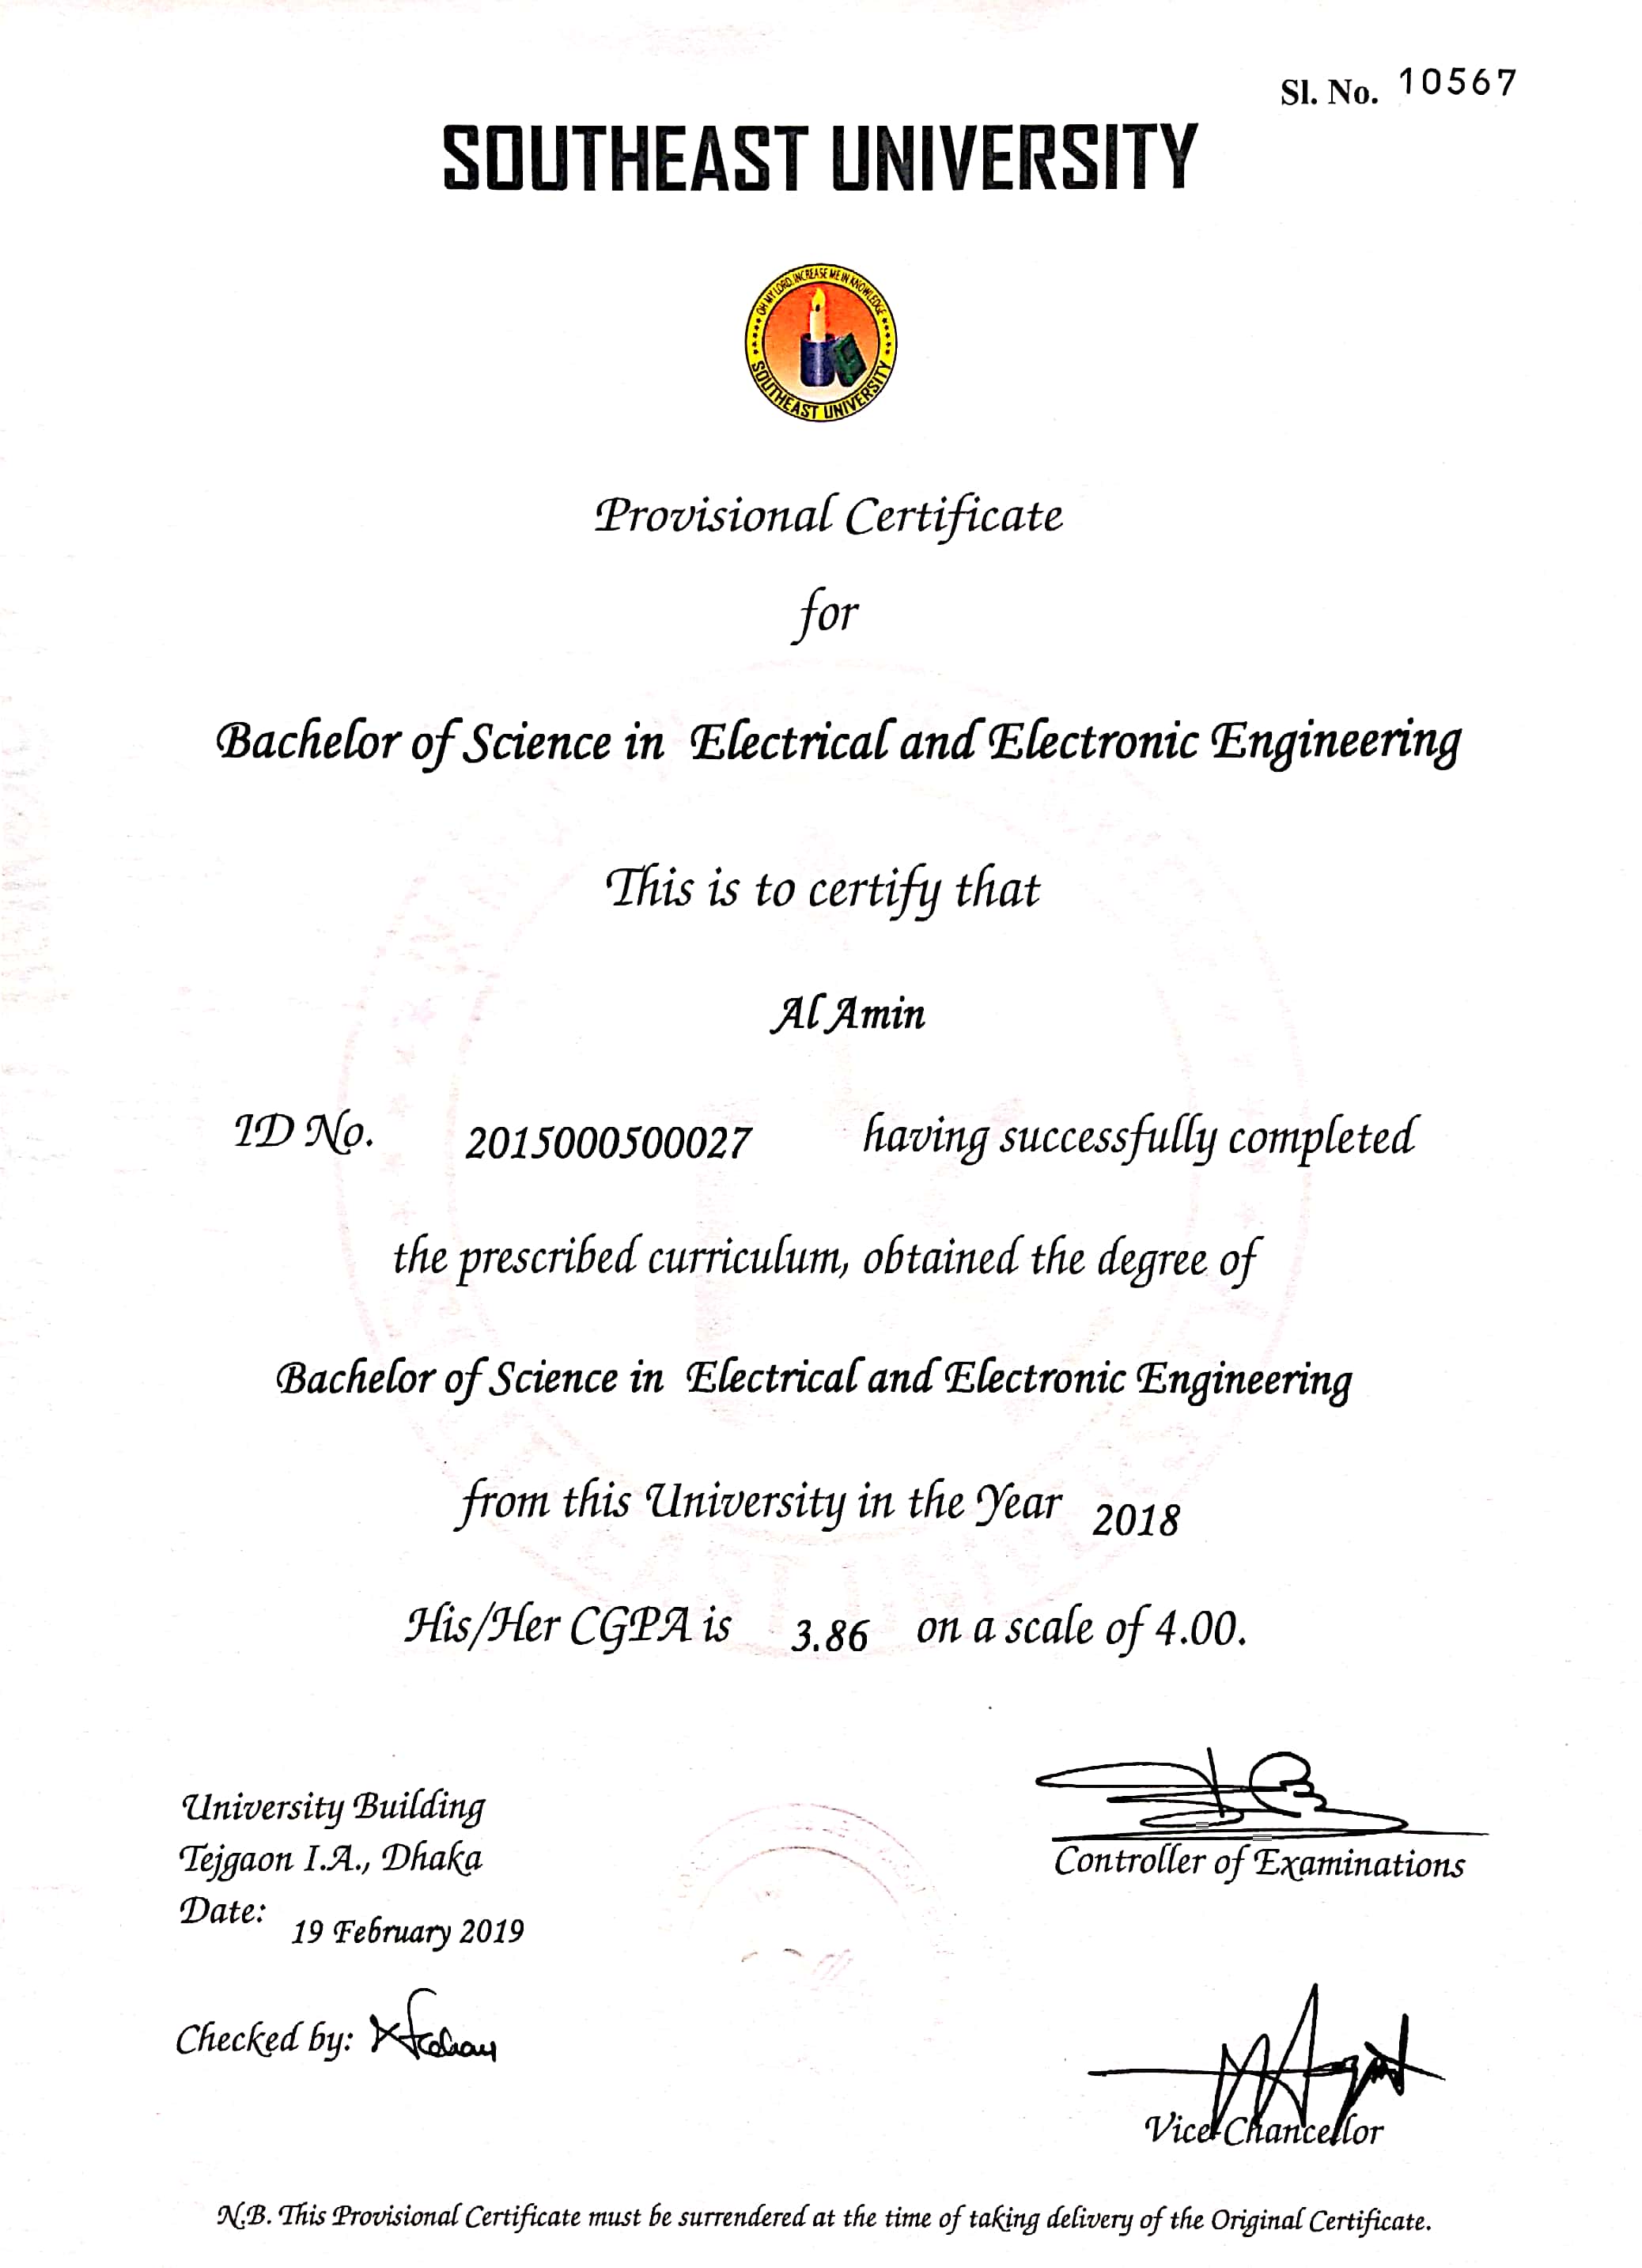 Sl. No. 10567
SOUTHEAST UNIVERSITY
OH MY LORD, INCREASE ME IN KNOWLEDGE
SOUTHEAST UNIVERSITY
Provisional Certificate
for
Bachelor of Science in Electrical and Electronic Engineering
This is to certify that
Al Amin
ID No. 2015000500027 having successfully completed
the prescribed curriculum, obtained the degree of
Bachelor of Science in Electrical and Electronic Engineering
from this University in the Year 2018
His/Her CGPA is 3.86 on a scale of 4.00.
University Building
Tejgaon I.A., Dhaka
Date: 19 February 2019
Checked by:
Controller of Examinations
Vice-Chancellor
N.B. This Provisional Certificate must be surrendered at the time of taking delivery of the Original Certificate.